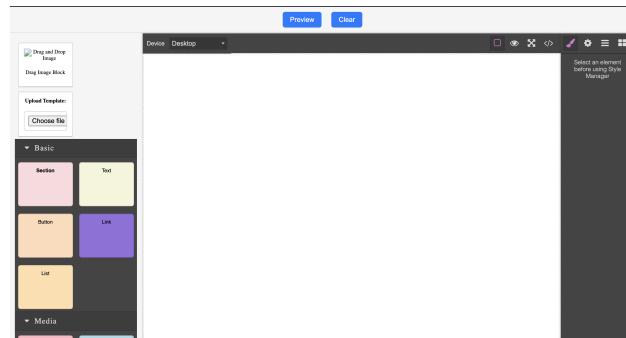 Preview
Clear
Drag and Drop
Image
Drag Image Block
Upload Template:
Choose file
Basic
Section
Text
Button
Link
List
Media
Device
Desktop
</>
Select an element
before using Style
Manager